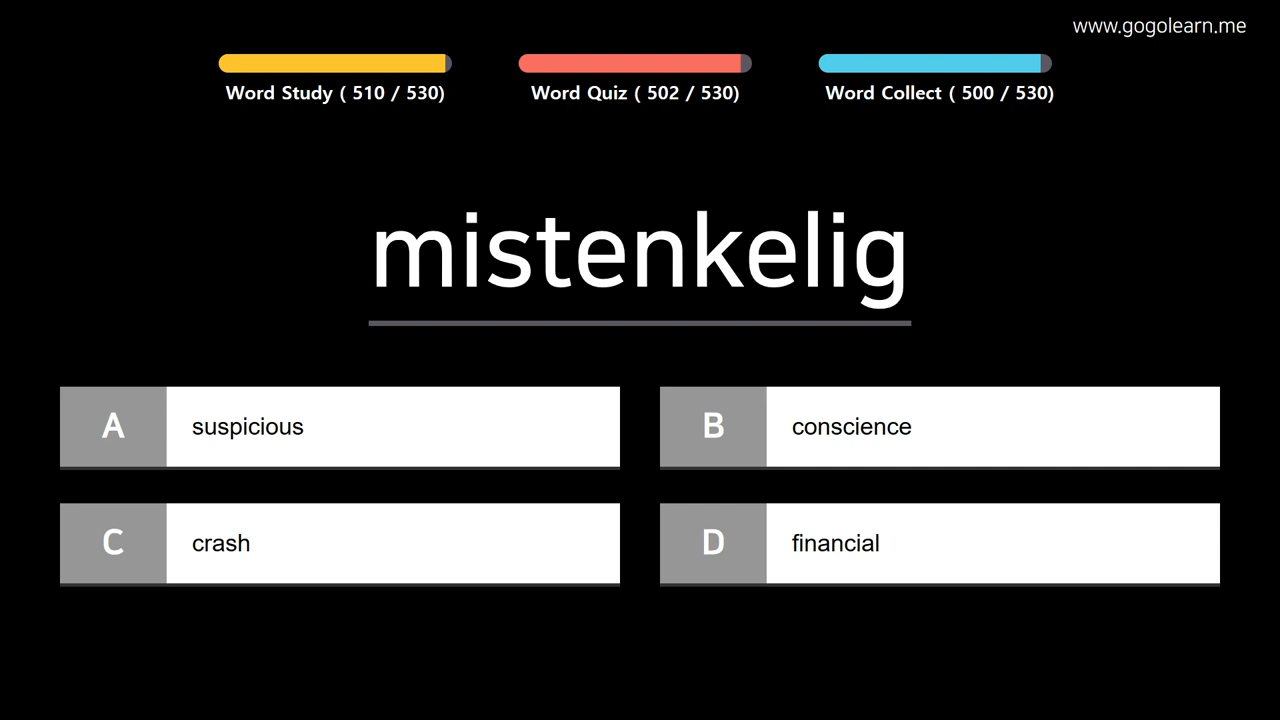 www.gogolearn.me
Word Study ( 510 / 530)
Word Quiz ( 502 / 530)
Word Collect ( 500 / 530)
mistenkelig
A suspicious
B conscience
C crash
D financial